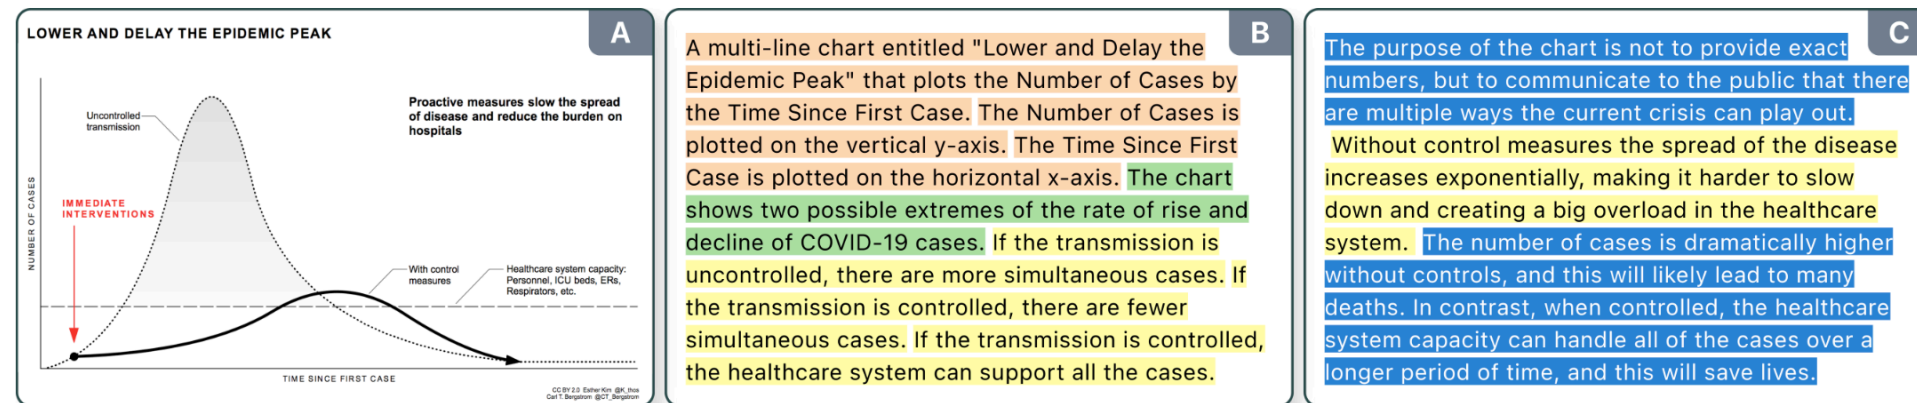 LOWER AND DELAY THE EPIDEMIC PEAK
A
Uncontrolled
transmission
Proactive measures slow the spread
of disease and reduce the burden on
hospitals
NUMBER OF CASES
IMMEDIATE
INTERVENTIONS
With control
measures
Healthcare system capacity:
Personnel, ICU beds, ERs,
Respirators, etc.
TIME SINCE FIRST CASE
CC BY 2.0 Esther Kim @K_thos
Carl T. Bergstrom @CT_Bergstrom
B
A multi-line chart entitled "Lower and Delay the
Epidemic Peak" that plots the Number of Cases by
the Time Since First Case. The Number of Cases is
plotted on the vertical y-axis. The Time Since First
Case is plotted on the horizontal x-axis. The chart
shows two possible extremes of the rate of rise and
decline of COVID-19 cases. If the transmission is
uncontrolled, there are more simultaneous cases. If
the transmission is controlled, there are fewer
simultaneous cases. If the transmission is controlled,
the healthcare system can support all the cases.
C
The purpose of the chart is not to provide exact
numbers, but to communicate to the public that there
are multiple ways the current crisis can play out.
Without control measures the spread of the disease
increases exponentially, making it harder to slow
down and creating a big overload in the healthcare
system. The number of cases is dramatically higher
without controls, and this will likely lead to many
deaths. In contrast, when controlled, the healthcare
system capacity can handle all of the cases over a
longer period of time, and this will save lives.